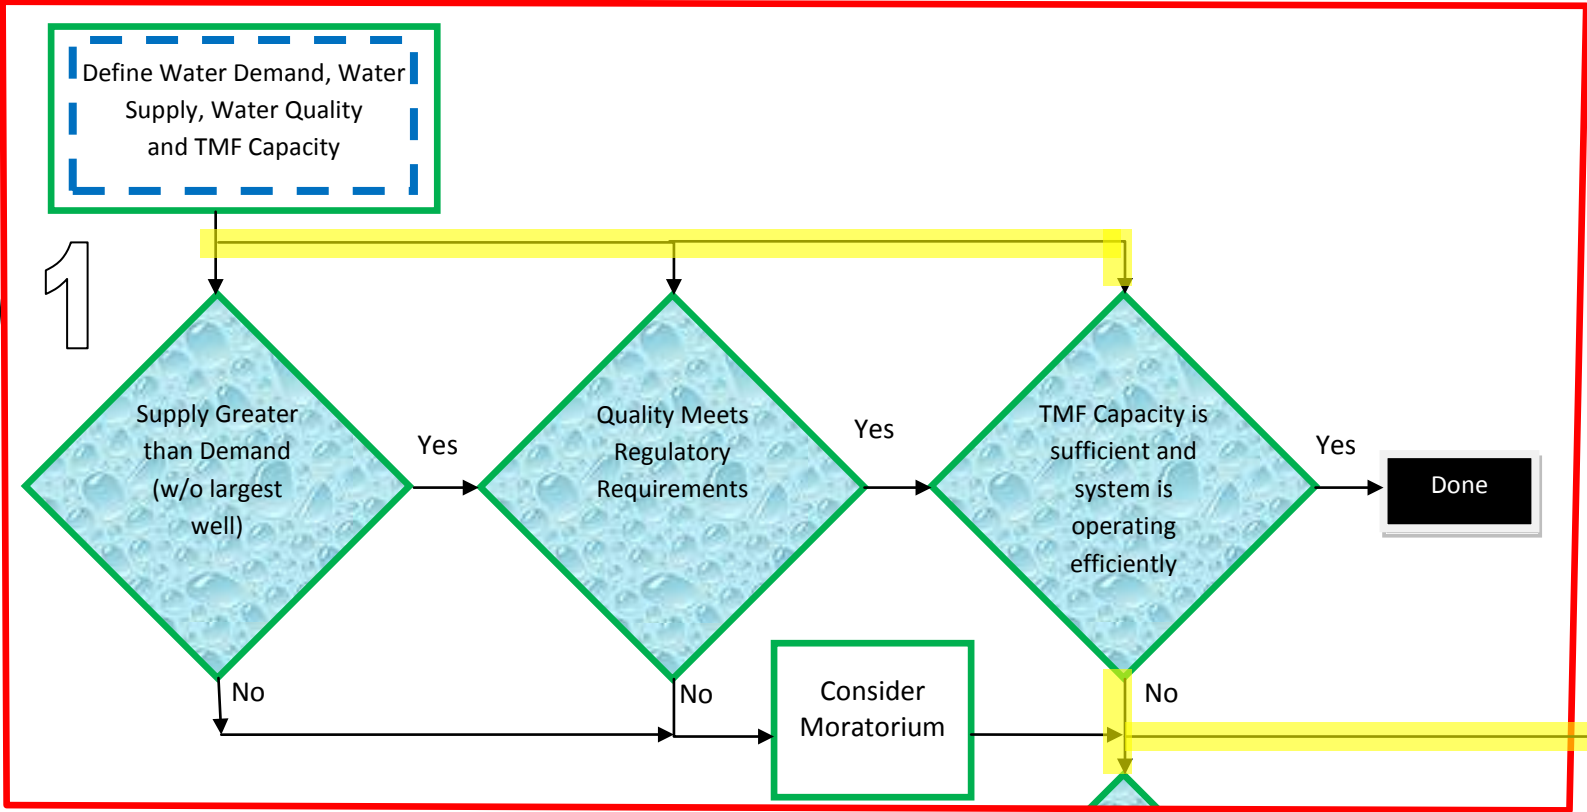 Define Water Demand, Water
Supply, Water Quality
and TMF Capacity
1
Supply Greater
than Demand
(w/o largest
well)
Yes
Quality Meets
Regulatory
Requirements
Yes
TMF Capacity is
sufficient and
system is
operating
efficiently
Yes
Done
No
No
Consider
Moratorium
No